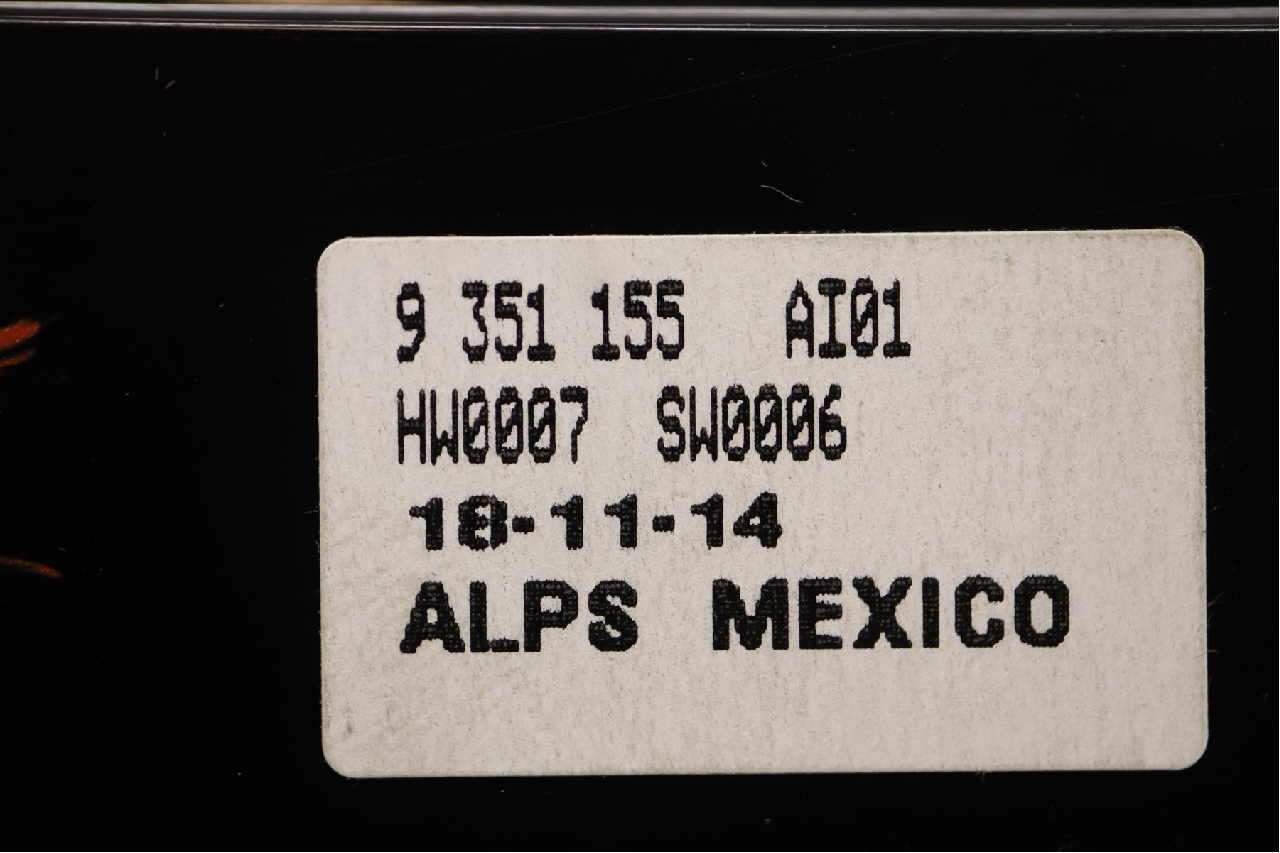 9 351 155 AI01
HW0007 SW0006
18-11-14
ALPS MEXICO